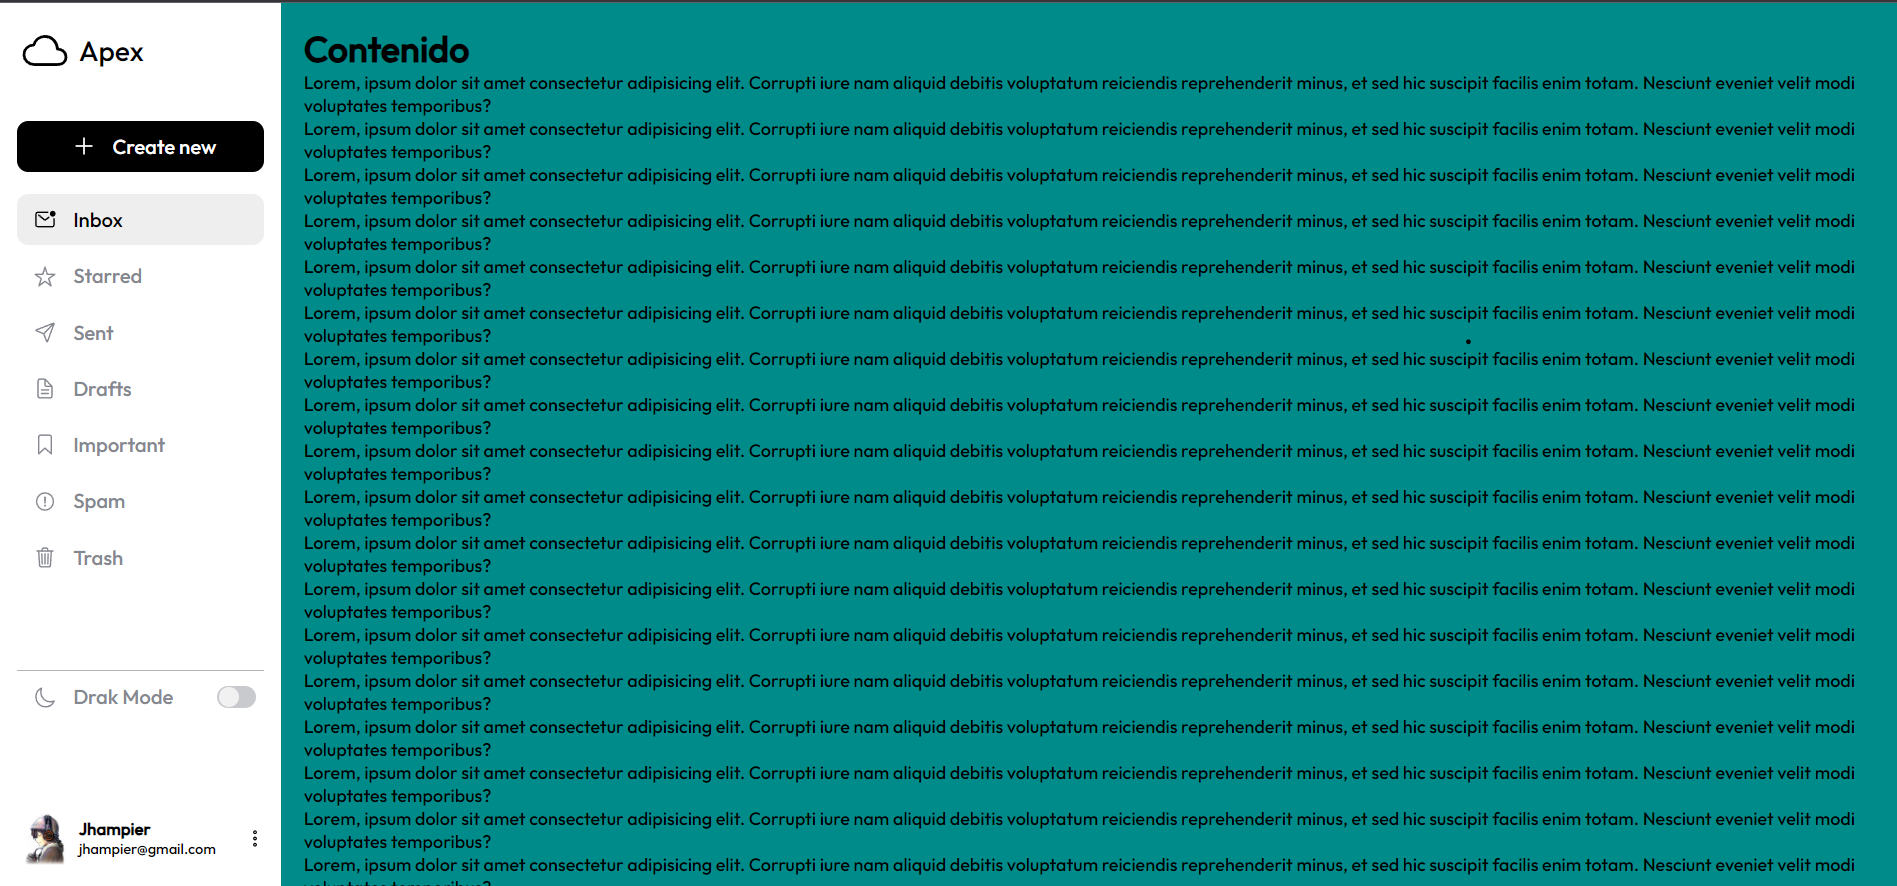 Apex
Create new
Inbox
Starred
Sent
Drafts
Important
Spam
Trash
Drak Mode
Jhampier
jhampier@gmail.com
Contenido
Lorem, ipsum dolor sit amet consectetur adipisicing elit. Corrupti iure nam aliquid debitis voluptatum reiciendis reprehenderit minus, et sed hic suscipit facilis enim totam. Nesciunt eveniet velit modi
voluptates temporibus?
Lorem, ipsum dolor sit amet consectetur adipisicing elit. Corrupti iure nam aliquid debitis voluptatum reiciendis reprehenderit minus, et sed hic suscipit facilis enim totam. Nesciunt eveniet velit modi
voluptates temporibus?
Lorem, ipsum dolor sit amet consectetur adipisicing elit. Corrupti iure nam aliquid debitis voluptatum reiciendis reprehenderit minus, et sed hic suscipit facilis enim totam. Nesciunt eveniet velit modi
voluptates temporibus?
Lorem, ipsum dolor sit amet consectetur adipisicing elit. Corrupti iure nam aliquid debitis voluptatum reiciendis reprehenderit minus, et sed hic suscipit facilis enim totam. Nesciunt eveniet velit modi
voluptates temporibus?
Lorem, ipsum dolor sit amet consectetur adipisicing elit. Corrupti iure nam aliquid debitis voluptatum reiciendis reprehenderit minus, et sed hic suscipit facilis enim totam. Nesciunt eveniet velit modi
voluptates temporibus?
Lorem, ipsum dolor sit amet consectetur adipisicing elit. Corrupti iure nam aliquid debitis voluptatum reiciendis reprehenderit minus, et sed hic suscipit facilis enim totam. Nesciunt eveniet velit modi
voluptates temporibus?
Lorem, ipsum dolor sit amet consectetur adipisicing elit. Corrupti iure nam aliquid debitis voluptatum reiciendis reprehenderit minus, et sed hic suscipit facilis enim totam. Nesciunt eveniet velit modi
voluptates temporibus?
Lorem, ipsum dolor sit amet consectetur adipisicing elit. Corrupti iure nam aliquid debitis voluptatum reiciendis reprehenderit minus, et sed hic suscipit facilis enim totam. Nesciunt eveniet velit modi
voluptates temporibus?
Lorem, ipsum dolor sit amet consectetur adipisicing elit. Corrupti iure nam aliquid debitis voluptatum reiciendis reprehenderit minus, et sed hic suscipit facilis enim totam. Nesciunt eveniet velit modi
voluptates temporibus?
Lorem, ipsum dolor sit amet consectetur adipisicing elit. Corrupti iure nam aliquid debitis voluptatum reiciendis reprehenderit minus, et sed hic suscipit facilis enim totam. Nesciunt eveniet velit modi
voluptates temporibus?
Lorem, ipsum dolor sit amet consectetur adipisicing elit. Corrupti iure nam aliquid debitis voluptatum reiciendis reprehenderit minus, et sed hic suscipit facilis enim totam. Nesciunt eveniet velit modi
voluptates temporibus?
Lorem, ipsum dolor sit amet consectetur adipisicing elit. Corrupti iure nam aliquid debitis voluptatum reiciendis reprehenderit minus, et sed hic suscipit facilis enim totam. Nesciunt eveniet velit modi
voluptates temporibus?
Lorem, ipsum dolor sit amet consectetur adipisicing elit. Corrupti iure nam aliquid debitis voluptatum reiciendis reprehenderit minus, et sed hic suscipit facilis enim totam. Nesciunt eveniet velit modi
voluptates temporibus?
Lorem, ipsum dolor sit amet consectetur adipisicing elit. Corrupti iure nam aliquid debitis voluptatum reiciendis reprehenderit minus, et sed hic suscipit facilis enim totam. Nesciunt eveniet velit modi
voluptates temporibus?
Lorem, ipsum dolor sit amet consectetur adipisicing elit. Corrupti iure nam aliquid debitis voluptatum reiciendis reprehenderit minus, et sed hic suscipit facilis enim totam. Nesciunt eveniet velit modi
voluptates temporibus?
Lorem, ipsum dolor sit amet consectetur adipisicing elit. Corrupti iure nam aliquid debitis voluptatum reiciendis reprehenderit minus, et sed hic suscipit facilis enim totam. Nesciunt eveniet velit modi
voluptates temporibus?
Lorem, ipsum dolor sit amet consectetur adipisicing elit. Corrupti iure nam aliquid debitis voluptatum reiciendis reprehenderit minus, et sed hic suscipit facilis enim totam. Nesciunt eveniet velit modi
voluptates temporibus?
Lorem, ipsum dolor sit amet consectetur adipisicing elit. Corrupti iure nam aliquid debitis voluptatum reiciendis reprehenderit minus, et sed hic suscipit facilis enim totam. Nesciunt eveniet velit modi